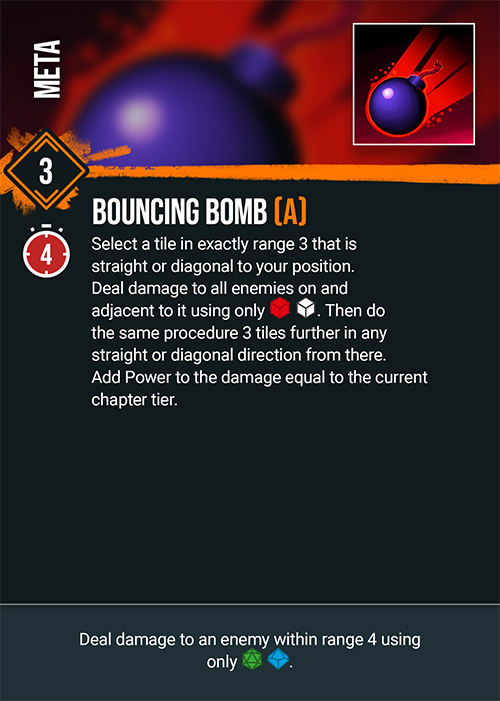 META
3
BOUNCING BOMB (A)
4
Select a tile in exactly range 3 that is
straight or diagonal to your position.
Deal damage to all enemies on and
adjacent to it using only . Then do
the same procedure 3 tiles further in any
straight or diagonal direction from there.
Add Power to the damage equal to the current
chapter tier.
Deal damage to an enemy within range 4 using
only .